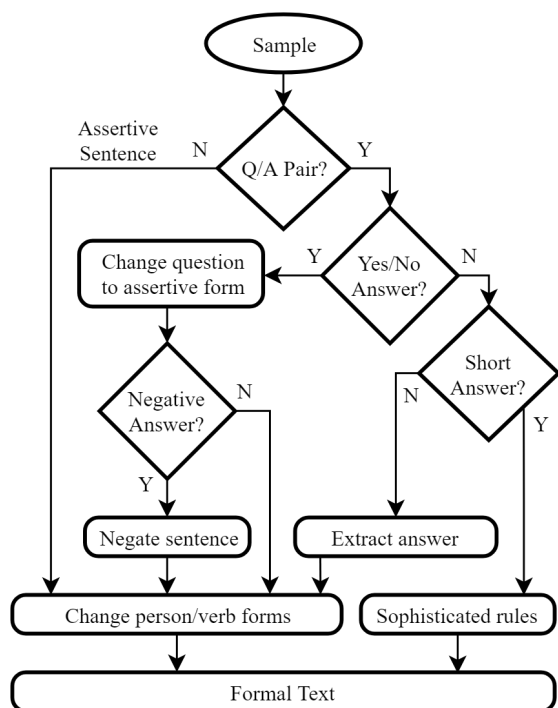 Sample
Assertive
Sentence
N
Q/A Pair?
Y
Change question
to assertive form
Y
Yes/No
Answer?
N
Short
Answer?
N
Y
Negative
Answer?
N
Y
Negate sentence
Extract answer
Change person/verb forms
Sophisticated rules
Formal Text